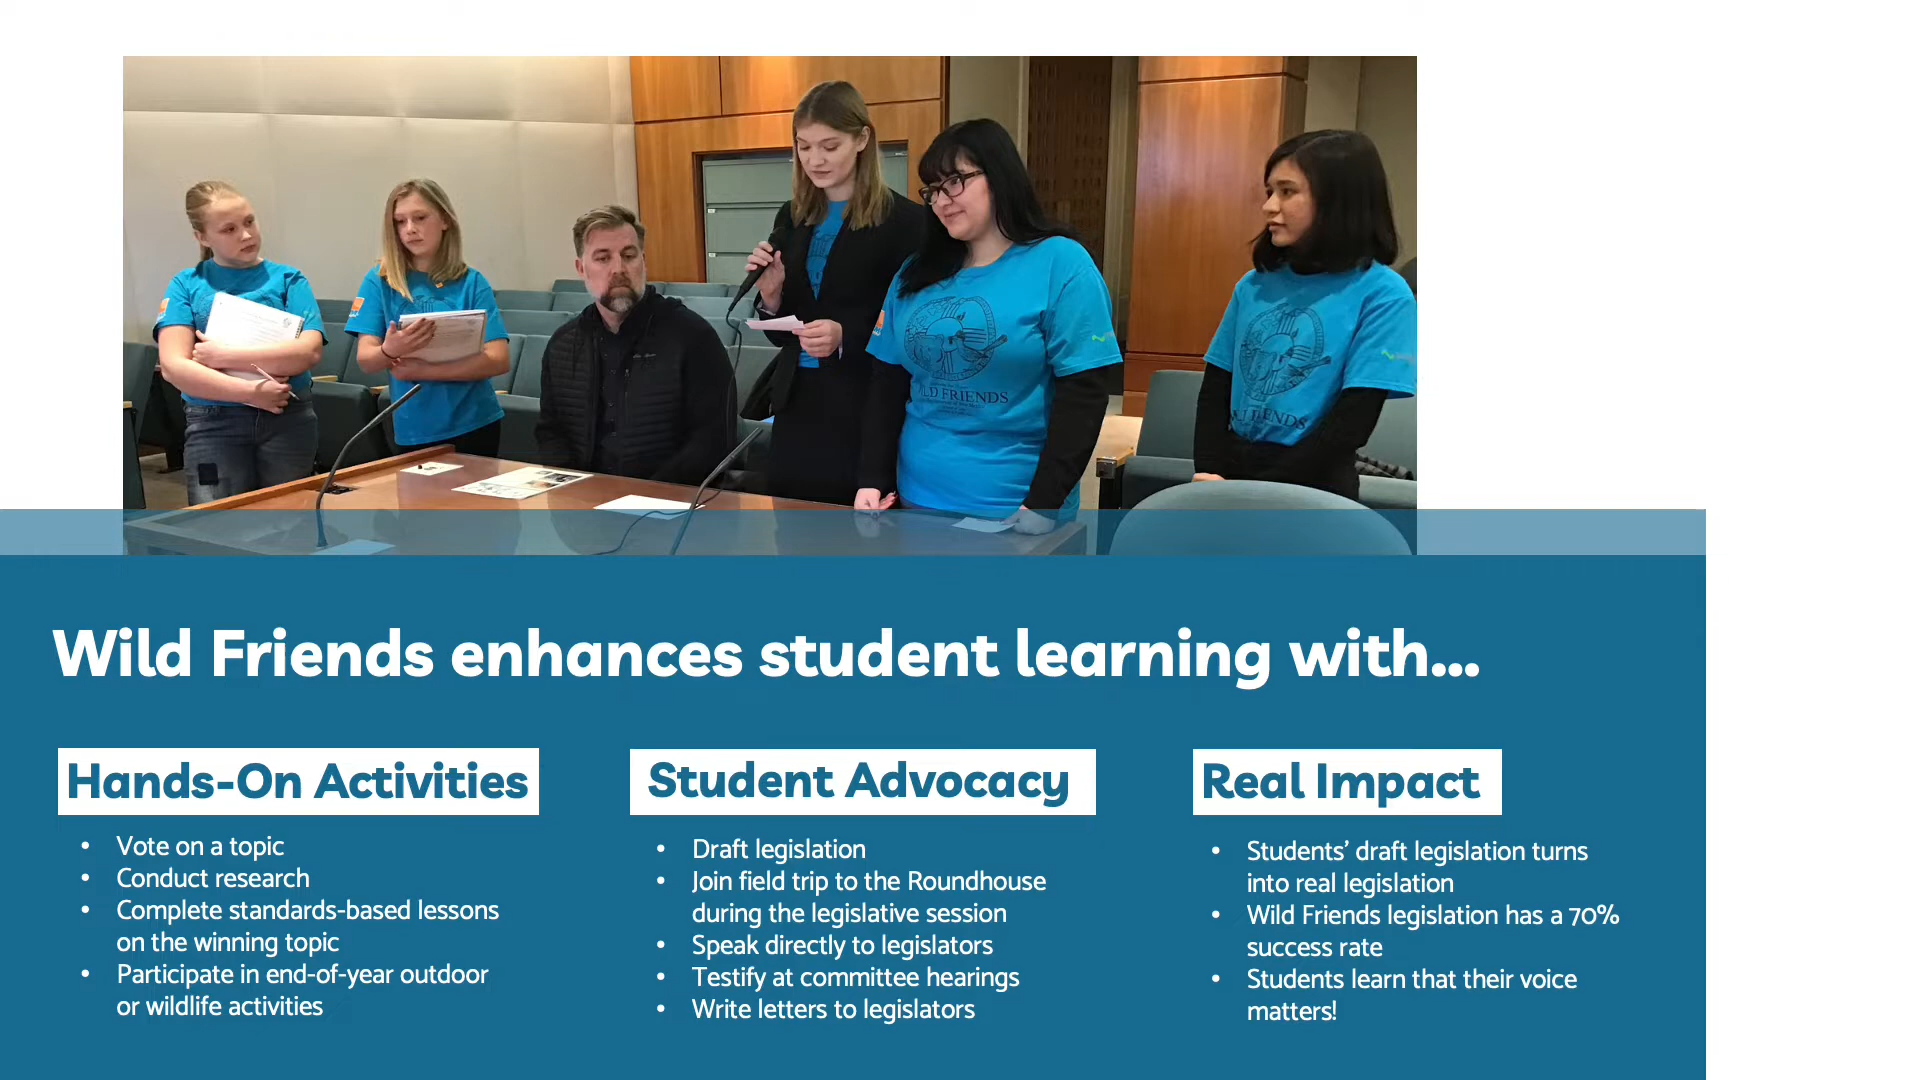 WILD FRIENDS
Wild Friends enhances student learning with...
Hands-On Activities
• Vote on a topic
• Conduct research
• Complete standards-based lessons
on the winning topic
• Participate in end-of-year outdoor
or wildlife activities
Student Advocacy
• Draft legislation
• Join field trip to the Roundhouse
during the legislative session
• Speak directly to legislators
• Testify at committee hearings
• Write letters to legislators
Real Impact
• Students’ draft legislation turns
into real legislation
• Wild Friends legislation has a 70%
success rate
• Students learn that their voice
matters!